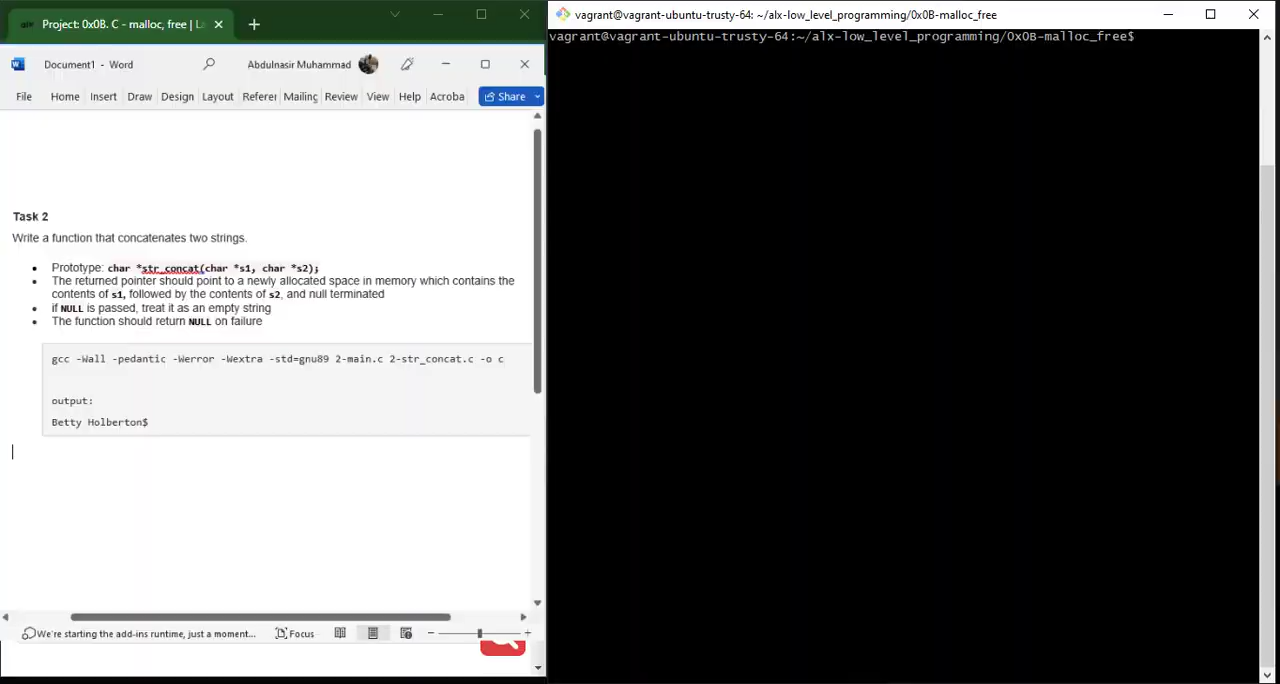 Project: 0x0B. C - malloc, free | L
Document1 - Word
Abdulnasir Muhammad
File Home Insert Draw Design Layout Referer Mailing Review View Help Acroba Share
Task 2
Write a function that concatenates two strings.
Prototype: char *str_concat(char *s1, char *s2);
The returned pointer should point to a newly allocated space in memory which contains the
contents of s1, followed by the contents of s2, and null terminated
if NULL is passed, treat it as an empty string
The function should return NULL on failure
gcc -Wall -pedantic -Werror -Wextra -std=gnu89 2-main.c 2-str_concat.c -o c
output:
Betty Holberton$
We're starting the add-ins runtime, just a moment...
Focus
vagrant@vagrant-ubuntu-trusty-64: ~/alx-low_level_programming/0x0B-malloc_free
vagrant@vagrant-ubuntu-trusty-64:~/alx-low_level_programming/0x0B-malloc_free$